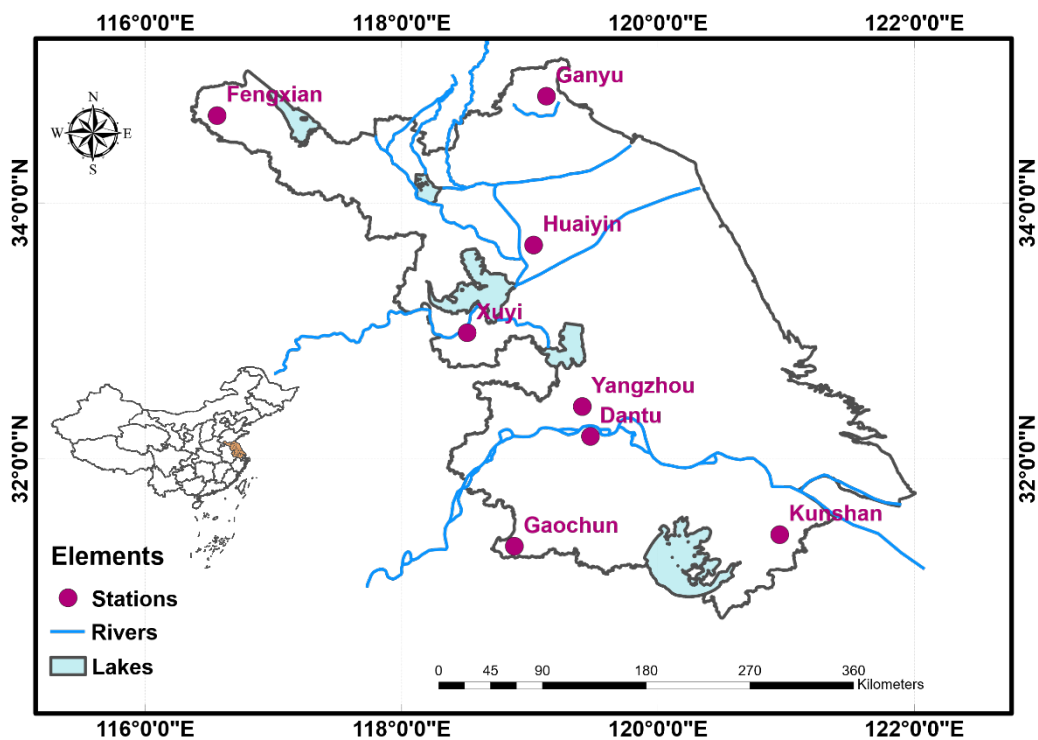 116°0'0"E 118°0'0"E 120°0'0"E 122°0'0"E
N
W E
S
Fengxian
Ganyu
34°0'0"N 34°0'0"N
Huaiyin
Xuyi
Yangzhou
Dantu
32°0'0"N 32°0'0"N
Gaochun
Kunshan
Elements
Stations
Rivers
Lakes
0 45 90 180 270 360
Kilometers
116°0'0"E 118°0'0"E 120°0'0"E 122°0'0"E